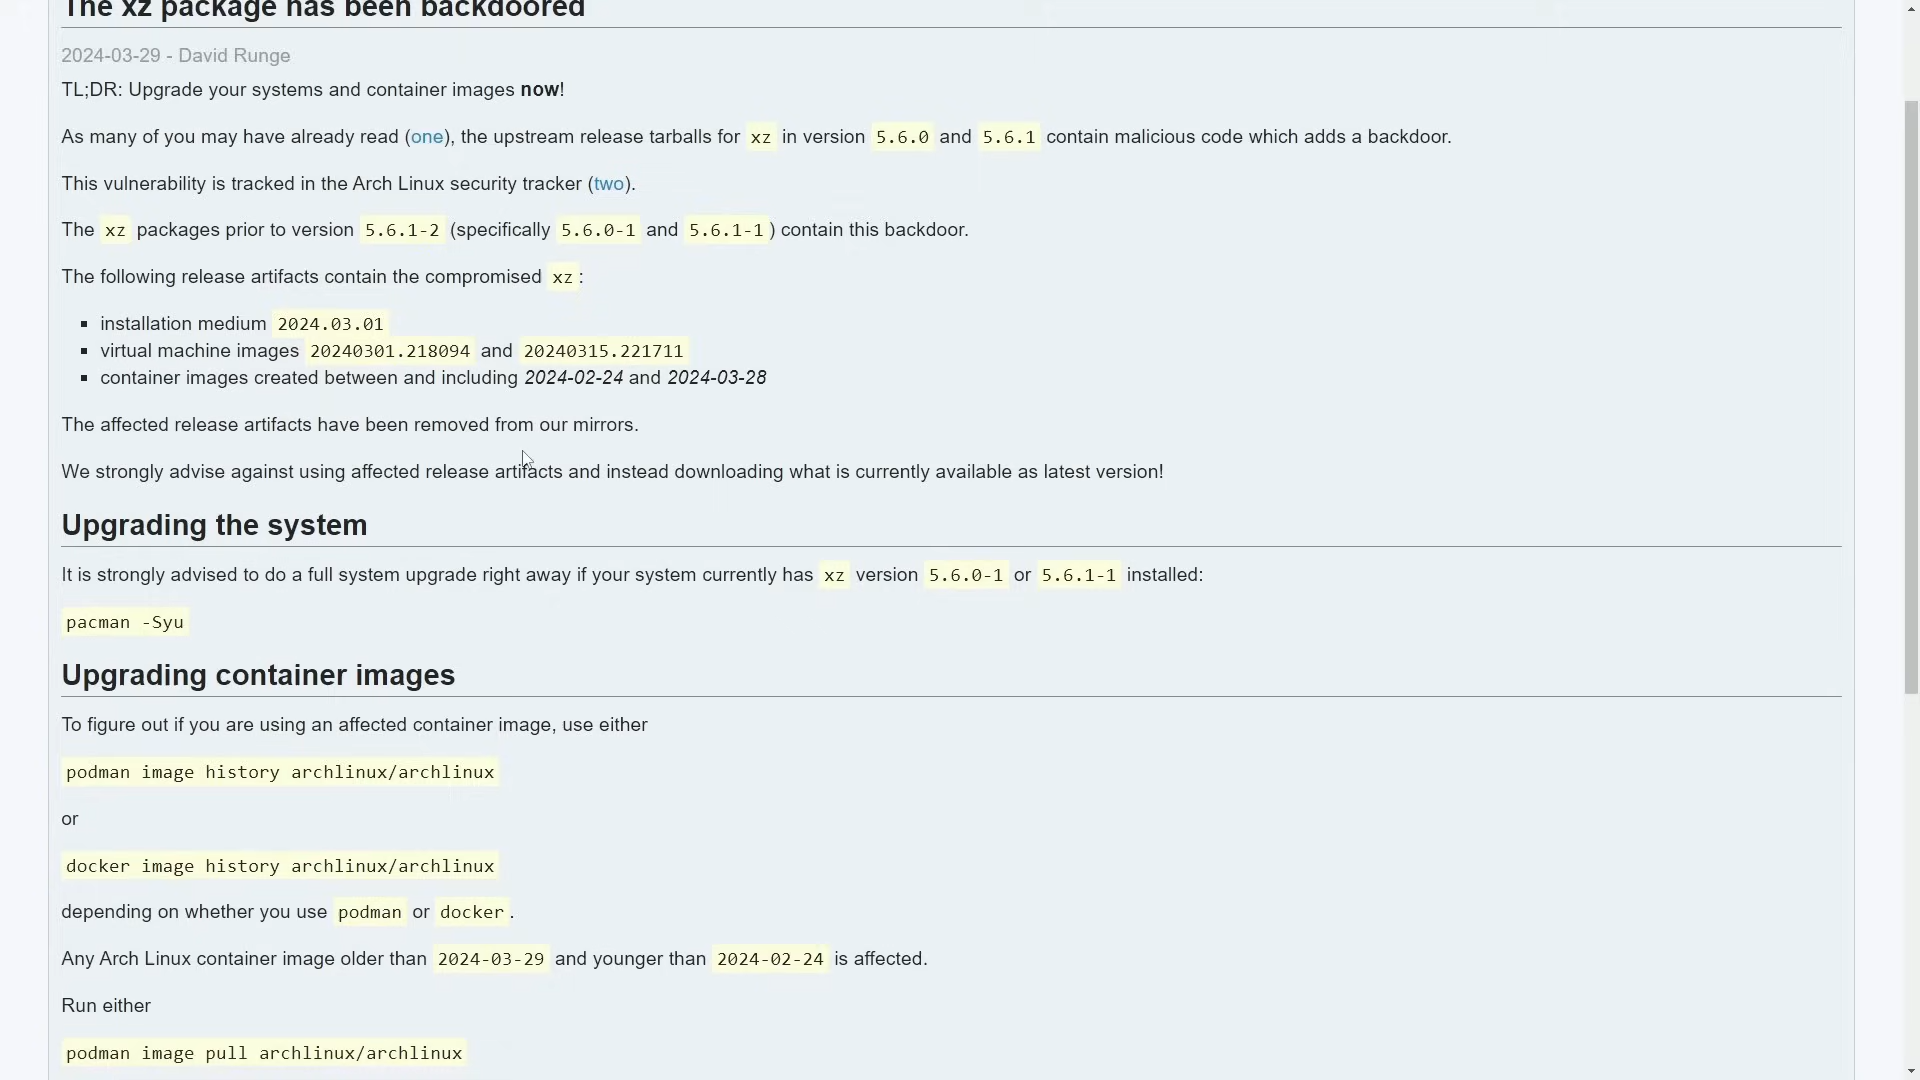 The xz package has been backdoored
2024-03-29 - David Runge
TL;DR: Upgrade your systems and container images now!
As many of you may have already read (one), the upstream release tarballs for xz in version 5.6.0 and 5.6.1 contain malicious code which adds a backdoor.
This vulnerability is tracked in the Arch Linux security tracker (two).
The xz packages prior to version 5.6.1-2 (specifically 5.6.0-1 and 5.6.1-1) contain this backdoor.
The following release artifacts contain the compromised xz:
▪ installation medium 2024.03.01
▪ virtual machine images 20240301.218094 and 20240315.221711
▪ container images created between and including 2024-02-24 and 2024-03-28
The affected release artifacts have been removed from our mirrors.
We strongly advise against using affected release artifacts and instead downloading what is currently available as latest version!
Upgrading the system
It is strongly advised to do a full system upgrade right away if your system currently has xz version 5.6.0-1 or 5.6.1-1 installed:
pacman -Syu
Upgrading container images
To figure out if you are using an affected container image, use either
podman image history archlinux/archlinux
or
docker image history archlinux/archlinux
depending on whether you use podman or docker.
Any Arch Linux container image older than 2024-03-29 and younger than 2024-02-24 is affected.
Run either
podman image pull archlinux/archlinux